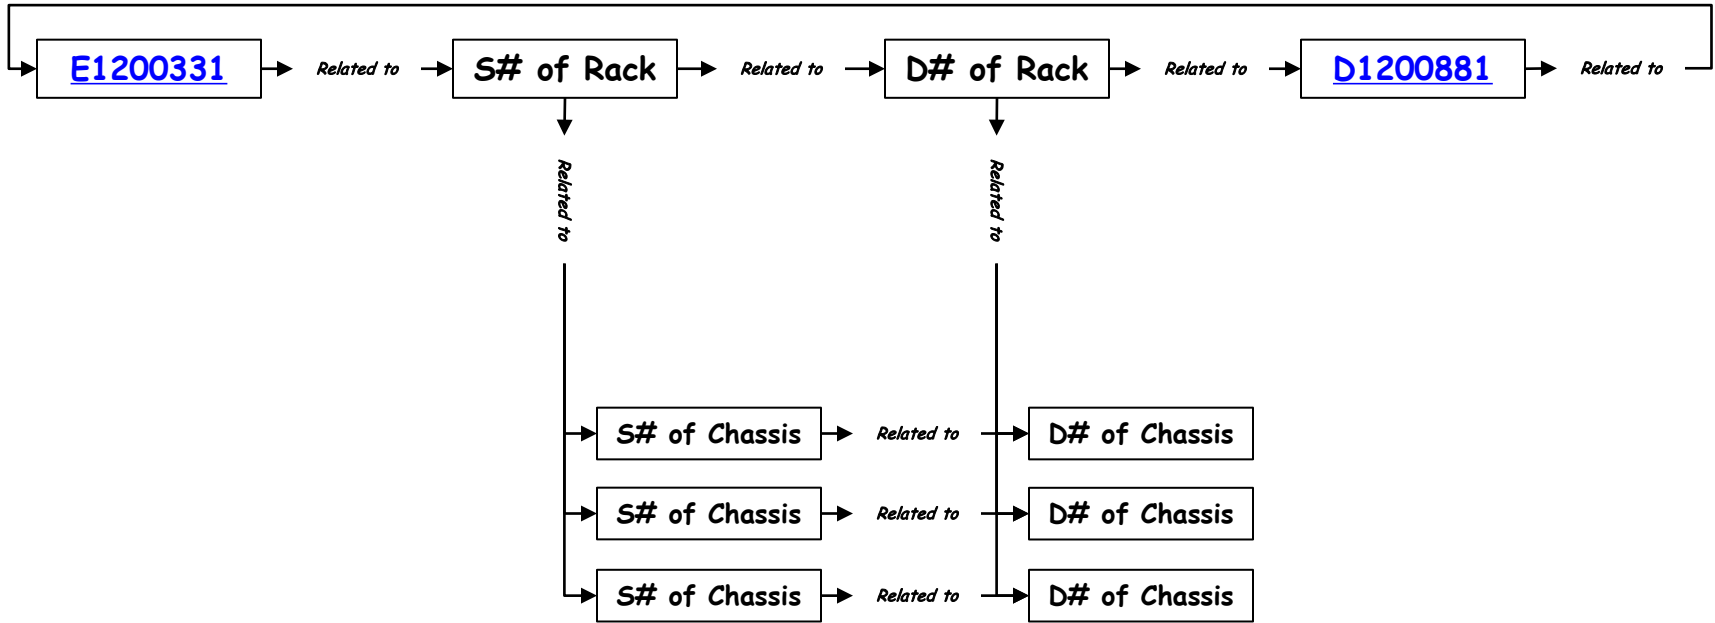 E1200331 Related to S# of Rack Related to D# of Rack Related to D1200881 Related to
Related to Related to
S# of Chassis Related to D# of Chassis
S# of Chassis Related to D# of Chassis
S# of Chassis Related to D# of Chassis